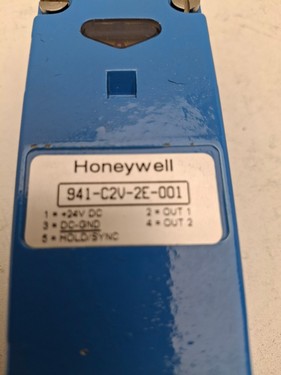 Honeywell
941-C2V-2E-001
1 = +24V DC 2 = OUT 1
3 = DC-GND 4 = OUT 2
5 = HOLD/SYNC